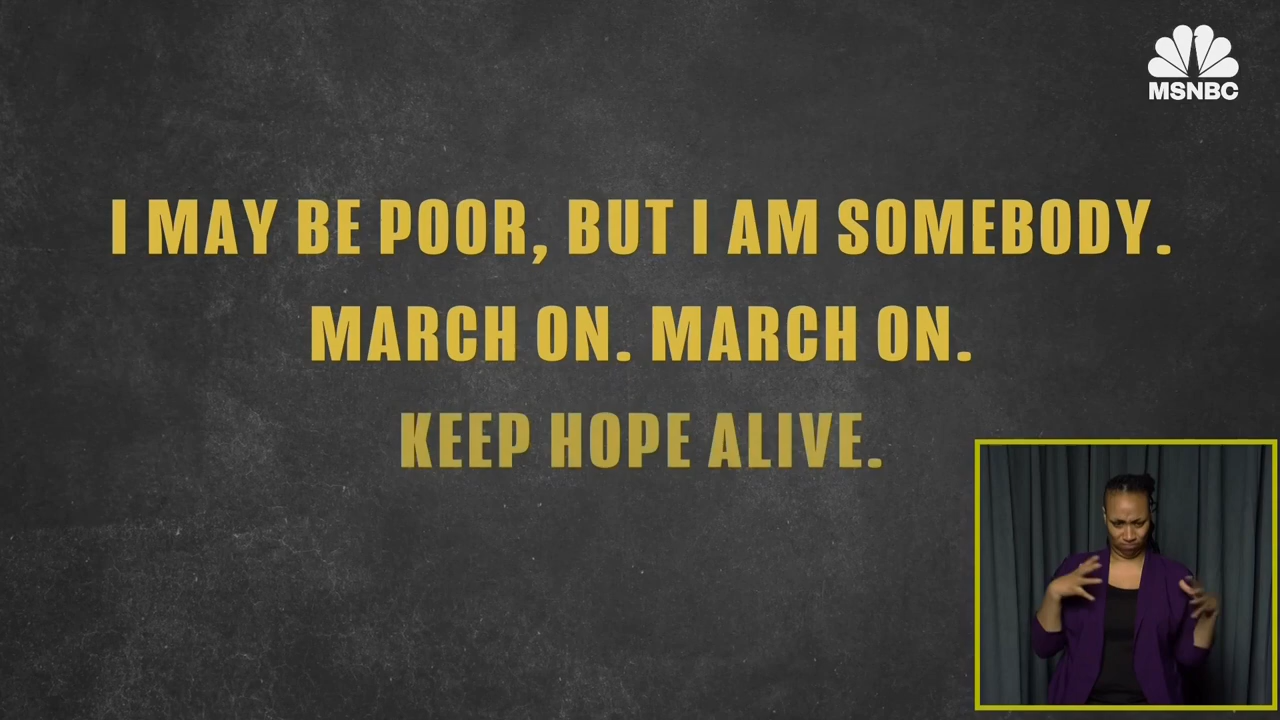 MSNBC
I MAY BE POOR, BUT I AM SOMEBODY.
MARCH ON. MARCH ON.
KEEP HOPE ALIVE.